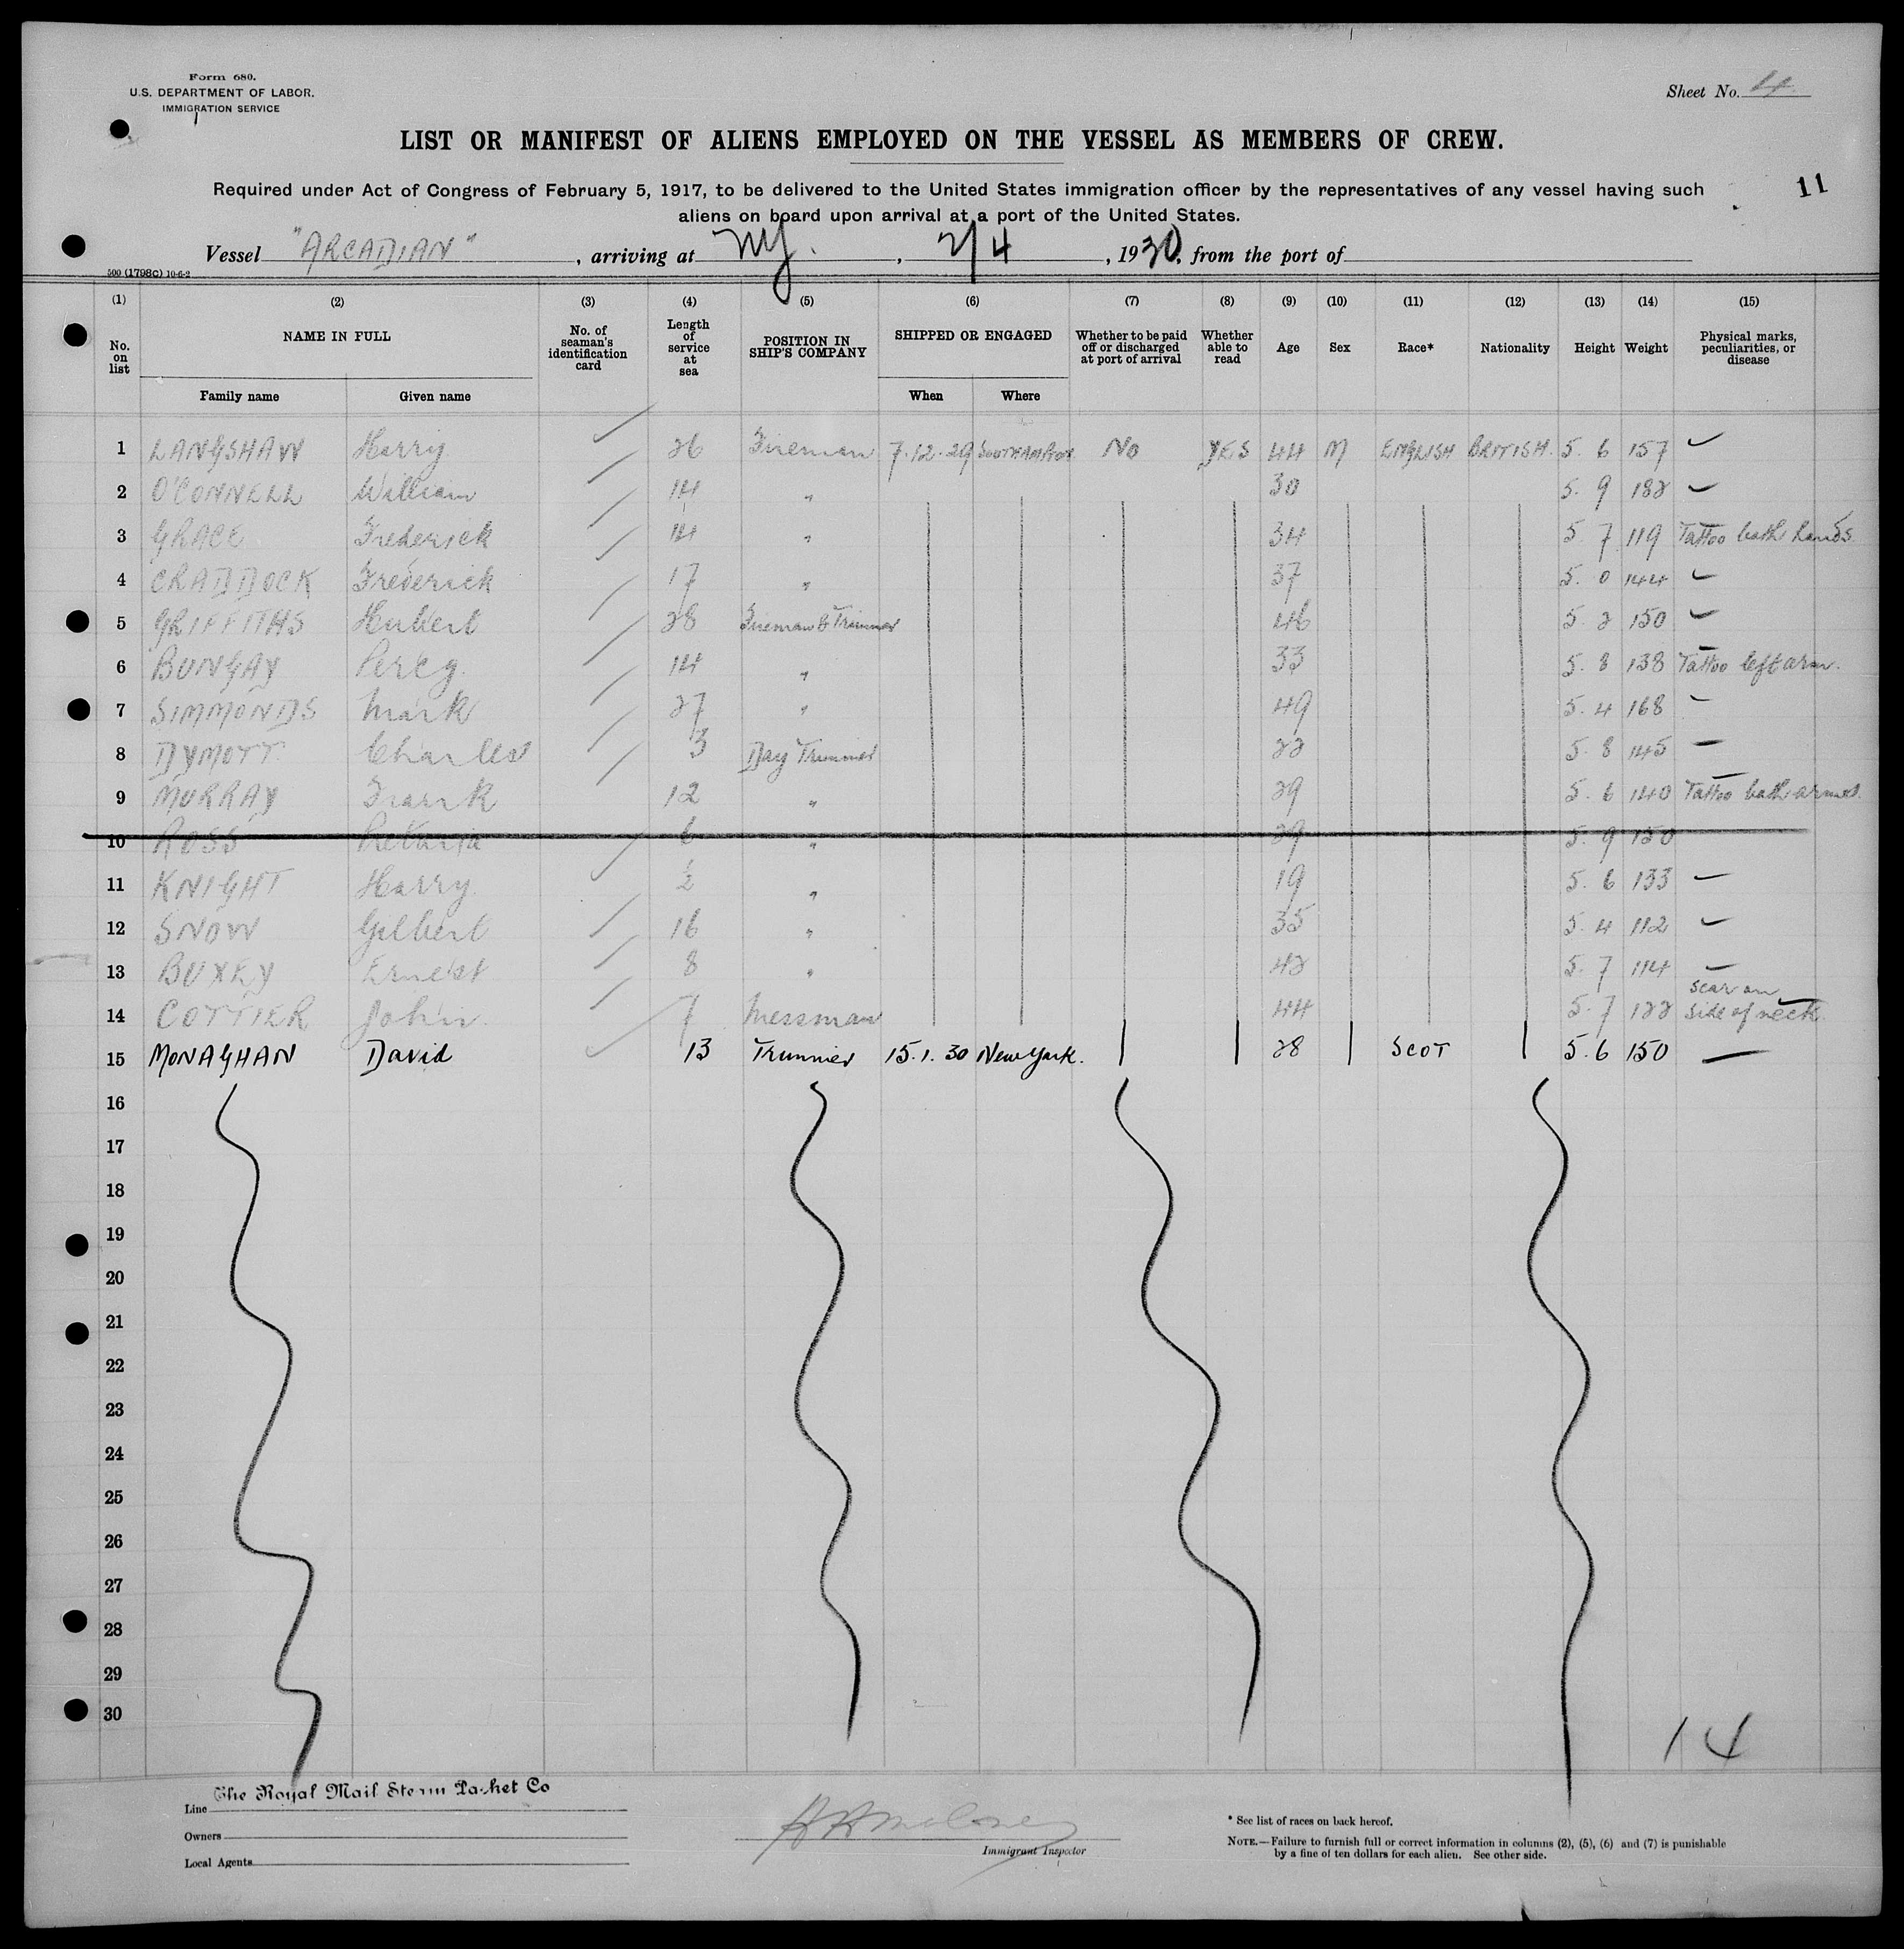 Form 680.
U.S. DEPARTMENT OF LABOR.
IMMIGRATION SERVICE
Sheet No. 4
LIST OR MANIFEST OF ALIENS EMPLOYED ON THE VESSEL AS MEMBERS OF CREW.
Required under Act of Congress of February 5, 1917, to be delivered to the United States immigration officer by the representatives of any vessel having such
aliens on board upon arrival at a port of the United States.
11
Vessel "ARCADIAN", arriving at NY., 2/4, 1930, from the port of
500 (1798c) 10-6-2
(1) (2) (3) (4) (5) (6) (7) (8) (9) (10) (11) (12) (13) (14) (15)
No. on list NAME IN FULL Family name Given name No. of seaman's identification card Length of service at sea POSITION IN SHIP'S COMPANY SHIPPED OR ENGAGED When Where Whether to be paid off or discharged at port of arrival Whether able to read Age Sex Race* Nationality Height Weight Physical marks, peculiarities, or disease
1 LANGSHAW Harry 26 Fireman 7.12.29 SOUTHAMPTON NO YES 44 M ENGLISH BRITISH. 5. 6 157
2 O'CONNELL William 14 " 30 5. 9 182
3 GRACE Frederick 14 " 34 5. 7 119 Tattoo both hands
4 CRADDOCK Frederick 17 " 37 5. 0 144
5 GRIFFITHS Hubert 28 Fireman & Trimmer 46 5. 2 150
6 BUNGAY Percy. 14 " 33 5. 8 138 Tattoo left arm.
7 SIMMONDS Mark 27 " 49 5. 4 168
8 DYMOTT Charles 3 Day Trimmer 22 5. 8 145
9 MURRAY Frank 12 " 29 5. 6 140 Tattoo both arms.
10 ROSS 6 " 39 5. 9 150
11 KNIGHT Harry 1/2 " 19 5. 6 133
12 SNOW Gilbert 16 " 35 5. 4 112
13 BUXEY Ernest 8 " 42 5. 7 114
14 COTTIER John. 7 Messman 44 5. 7 122 Scar on side of neck
15 MONAGHAN David 13 Trimmer 15.1.30 New York. 28 SCOT 5.6 150
16
17
18
19
20
21
22
23
24
25
26
27
28
29
30
14
Line The Royal Mail Steam Packet Co
Owners
Local Agents
Immigrant Inspector
* See list of races on back hereof.
NOTE.—Failure to furnish full or correct information in columns (2), (5), (6) and (7) is punishable
by a fine of ten dollars for each alien. See other side.